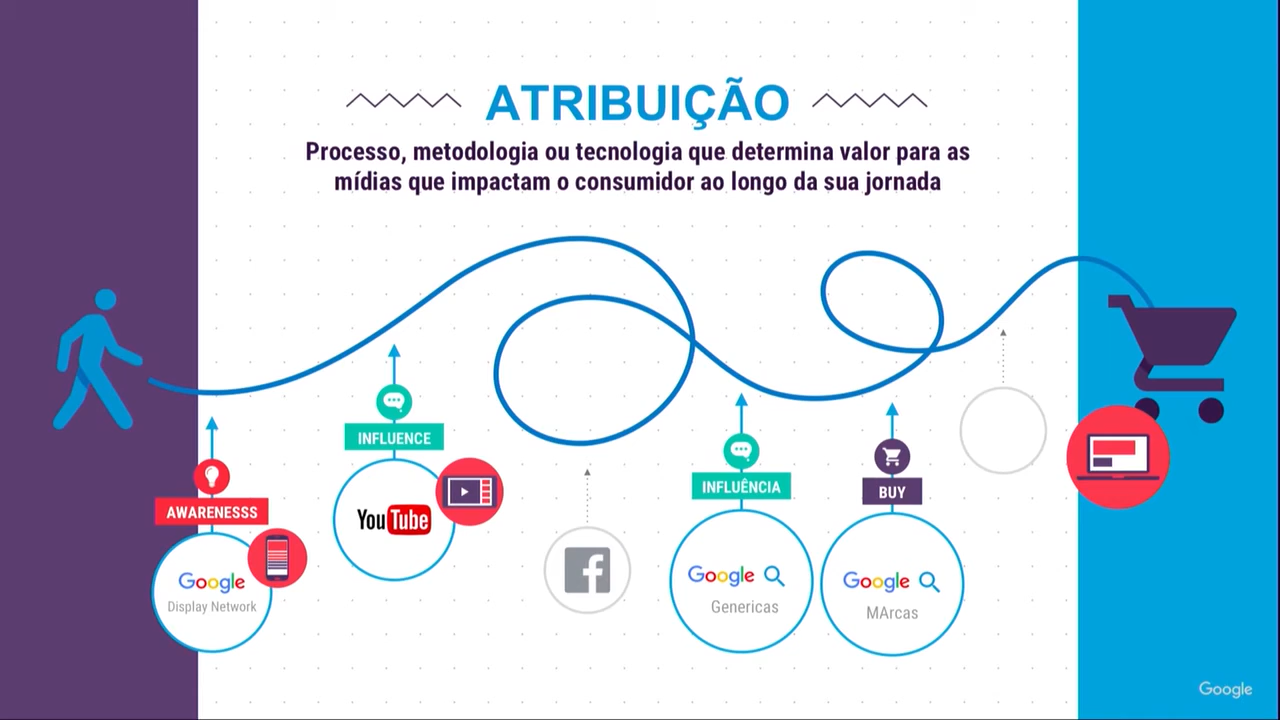 ATRIBUIÇÃO
Processo, metodologia ou tecnologia que determina valor para as
mídias que impactam o consumidor ao longo da sua jornada
AWARENESSS
Google
Display Network
INFLUENCE
YouTube
f
INFLUÊNCIA
Google
Genericas
BUY
Google
MArcas
Google